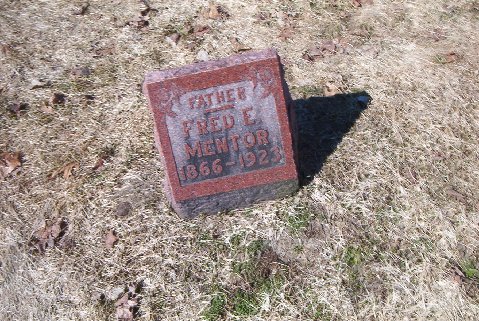 FATHER
FRED E.
MENTOR
1866-1923